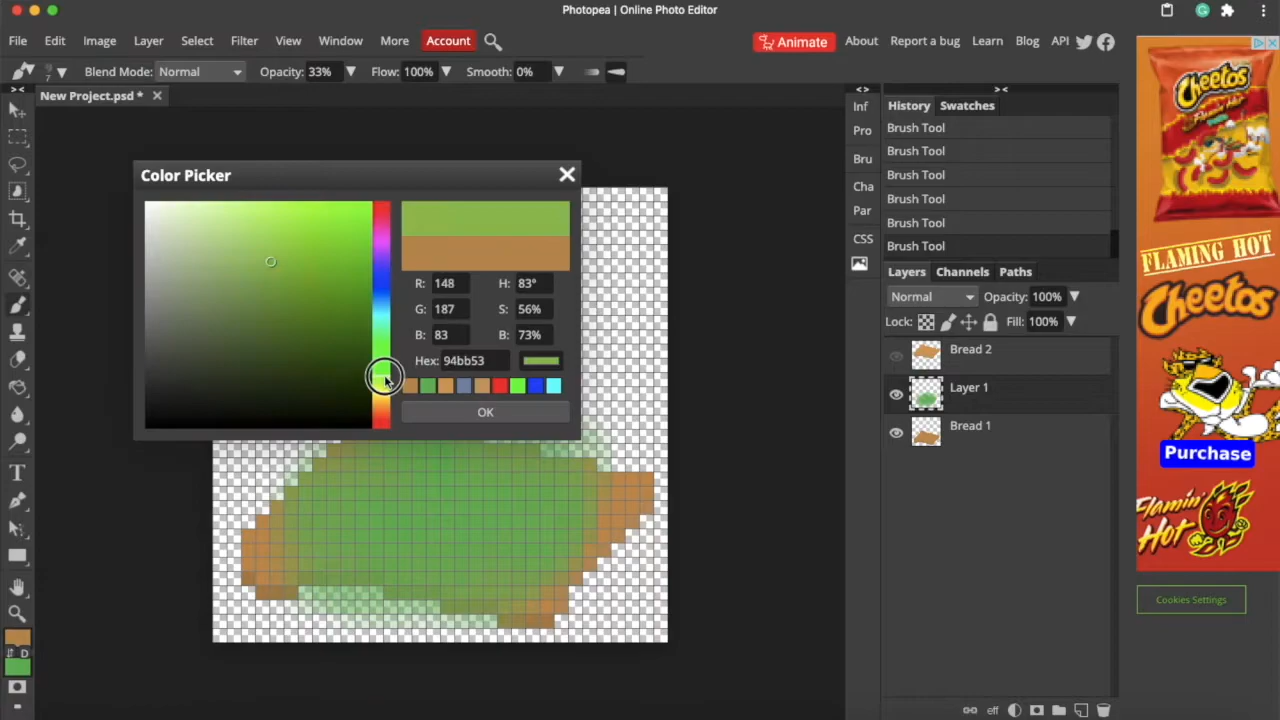 Photopea | Online Photo Editor
File Edit Image Layer Select Filter View Window More Account
Animate About Report a bug Learn Blog API
7 Blend Mode: Normal Opacity: 33% Flow: 100% Smooth: 0%
New Project.psd *
Color Picker
R: 148 H: 83°
G: 187 S: 56%
B: 83 B: 73%
Hex: 94bb53
OK
D
Inf
Pro
Bru
Cha
Par
CSS
History Swatches
Brush Tool
Brush Tool
Brush Tool
Brush Tool
Brush Tool
Brush Tool
Layers Channels Paths
Normal Opacity: 100%
Lock: Fill: 100%
Bread 2
Layer 1
Bread 1
eff
Cheetos
FLAMING HOT
Cheetos
Purchase
Flamin'
Hot
Cookies Settings